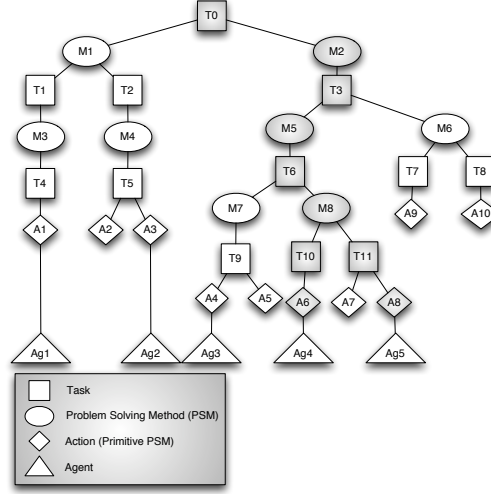 T0
M1 M2
T1 T2 T3
M3 M4 M5 M6
T4 T5 T6 T7 T8
A1 A2 A3 M7 M8 A9 A10
T9 T10 T11
A4 A5 A6 A7 A8
Ag1 Ag2 Ag3 Ag4 Ag5
Task
Problem Solving Method (PSM)
Action (Primitive PSM)
Agent